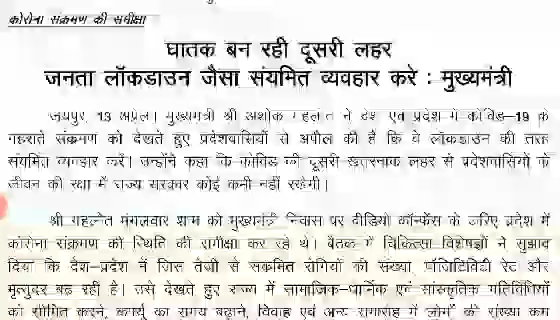 कोरोना संक्रमण की समीक्षा
घातक बन रही दूसरी लहर
जनता लॉकडाउन जैसा संयमित व्यवहार करे : मुख्यमंत्री
जयपुर, 13 अप्रेल। मुख्यमंत्री श्री अशोक गहलोत ने देश एवं प्रदेश में कोविड-19 के
गहराते संक्रमण को देखते हुए प्रदेशवासियों से अपील की है कि वे लॉकडाउन की तरह
संयमित व्यवहार करें। उन्होंने कहा कि कोविड की दूसरी खतरनाक लहर से प्रदेशवासियों के
जीवन की रक्षा में राज्य सरकार कोई कमी नहीं रखेगी।
श्री गहलोत मंगलवार शाम को मुख्यमंत्री निवास पर वीडियो कॉन्फ्रेंस के जरिए प्रदेश में
कोरोना संक्रमण की स्थिति की समीक्षा कर रहे थे। बैठक में चिकित्सा विशेषज्ञों ने सुझाव
दिया कि देश-प्रदेश में जिस तेजी से संक्रमित रोगियों की संख्या, पॉजिटिविटी रेट और
मृत्युदर बढ़ रही है। उसे देखते हुए राज्य में सामाजिक-धार्मिक एवं सांस्कृतिक गतिविधियों
को सीमित करने, कर्फ्यू का समय बढ़ाने, विवाह एवं अन्य समारोह में लोगों की संख्या कम